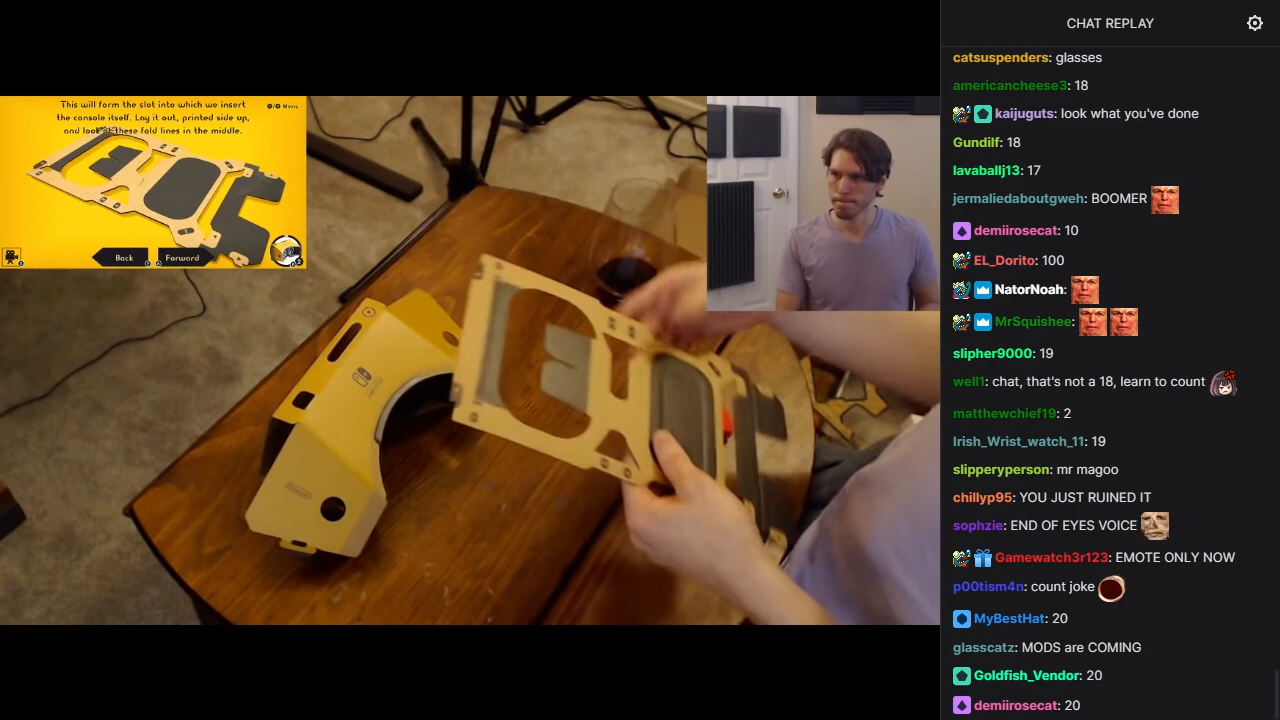 This will form the slot into which we insert
the console itself. Lay it out, printed side up,
and look at these fold lines in the middle.
Menu
Back
Forward
CHAT REPLAY
catsuspenders: glasses
americancheese3: 18
kaijuguts: look what you've done
Gundilf: 18
lavaballj13: 17
jermaliedaboutgweh: BOOMER
demiirosecat: 10
EL_Dorito: 100
NatorNoah:
MrSquishee:
slipher9000: 19
well1: chat, that's not a 18, learn to count
matthewchief19: 2
Irish_Wrist_watch_11: 19
slipperyperson: mr magoo
chillyp95: YOU JUST RUINED IT
sophzie: END OF EYES VOICE
Gamewatch3r123: EMOTE ONLY NOW
p00tism4n: count joke
MyBestHat: 20
glasscatz: MODS are COMING
Goldfish_Vendor: 20
demiirosecat: 20